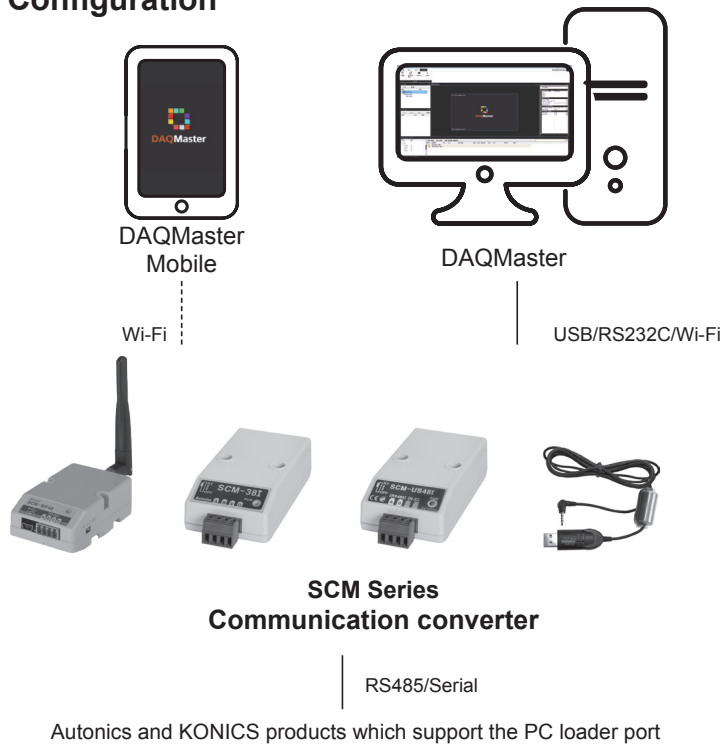 Configuration
DAQMaster
DAQMaster
DAQMaster
Mobile
DAQMaster
Wi-Fi
USB/RS232C/Wi-Fi
SCM-38I
SCM-US48I
SCM Series
Communication converter
RS485/Serial
Autonics and KONICS products which support the PC loader port